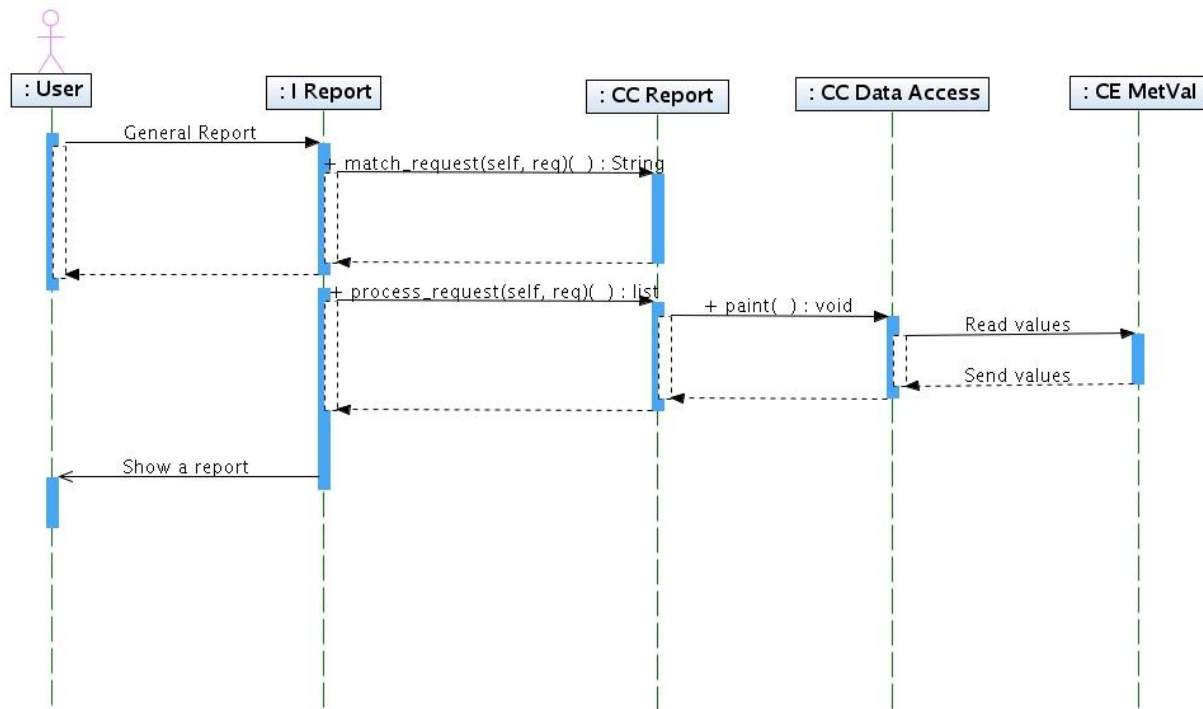 : User
: I Report
: CC Report
: CC Data Access
: CE MetVal
General Report
+ match_request(self, req)( ) : String
+ process_request(self, req)( ) : list
+ paint( ) : void
Read values
Send values
Show a report